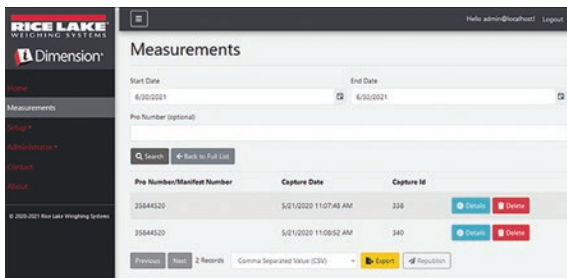 RICE LAKE
WEIGHING SYSTEMS
iDimension
Home
Measurements
Setup
Administrator
Contact
About
© 2020-2021 Rice Lake Weighing Systems
Hello admin@localhost! Logout
Measurements
Start Date End Date
6/30/2021 6/30/2021
Pro Number (optional)
Search Back to Full List
Pro Number/Manifest Number Capture Date Capture Id
35844520 5/21/2020 11:07:48 AM 338 Details Delete
35844520 5/21/2020 11:08:52 AM 340 Details Delete
Previous Next 2 Records Comma Separated Value (CSV) Export Republish